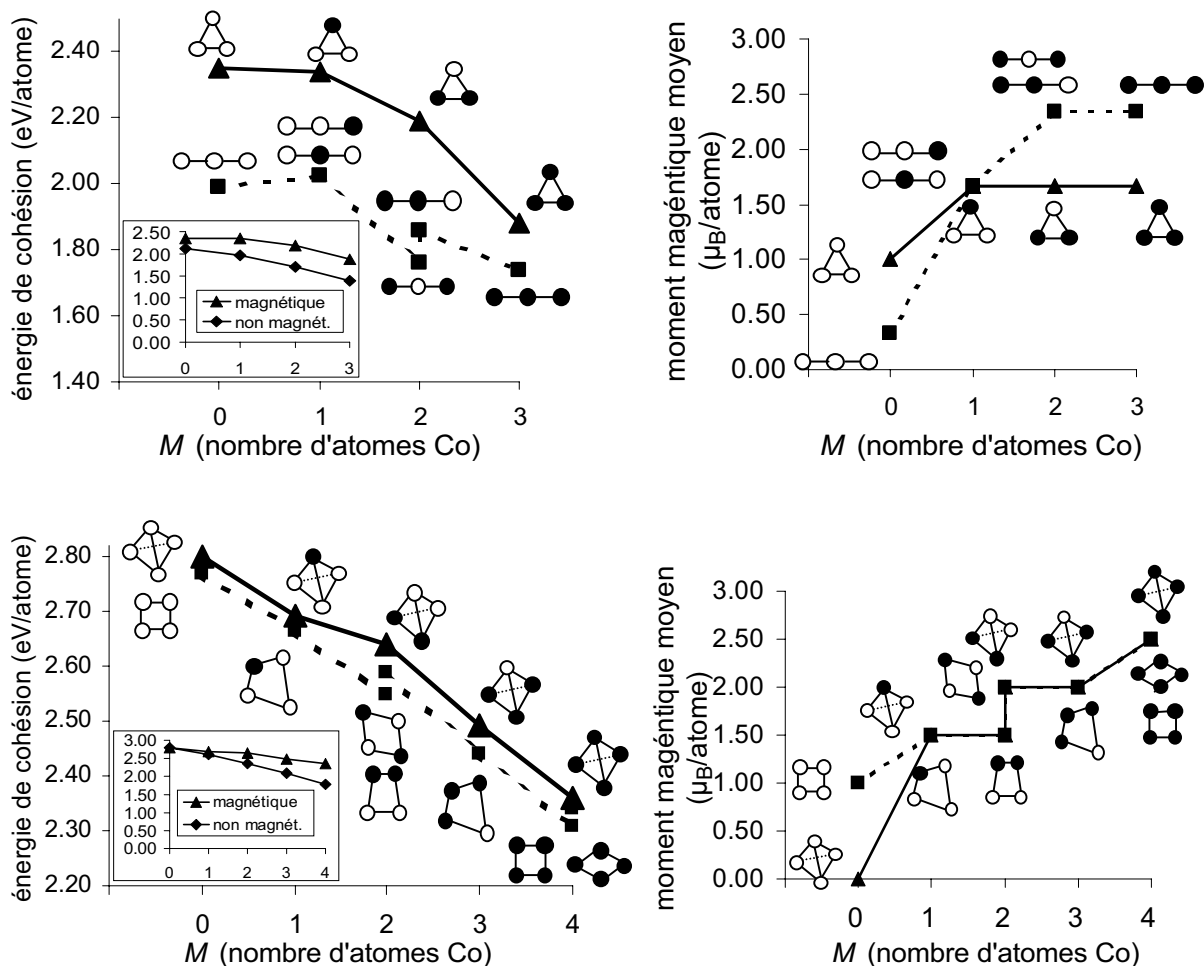 énergie de cohésion (eV/atome)
2.40
2.20
2.00
1.80
1.60
1.40
2.50
2.00
1.50
1.00
0.50
0.00
magnétique
non magnét.
0 1 2 3
0 1 2 3
M (nombre d'atomes Co)
moment magéntique moyen
(μB/atome)
3.00
2.50
2.00
1.50
1.00
0.50
0.00
0 1 2 3
M (nombre d'atomes Co)
énergie de cohésion (eV/atome)
2.80
2.70
2.60
2.50
2.40
2.30
2.20
3.00
2.50
2.00
1.50
1.00
0.50
0.00
magnétique
non magnét.
0 1 2 3 4
0 1 2 3 4
M (nombre d'atomes Co)
moment magéntique moyen
(μB/atome)
3.00
2.50
2.00
1.50
1.00
0.50
0.00
0 1 2 3 4
M (nombre d'atomes Co)